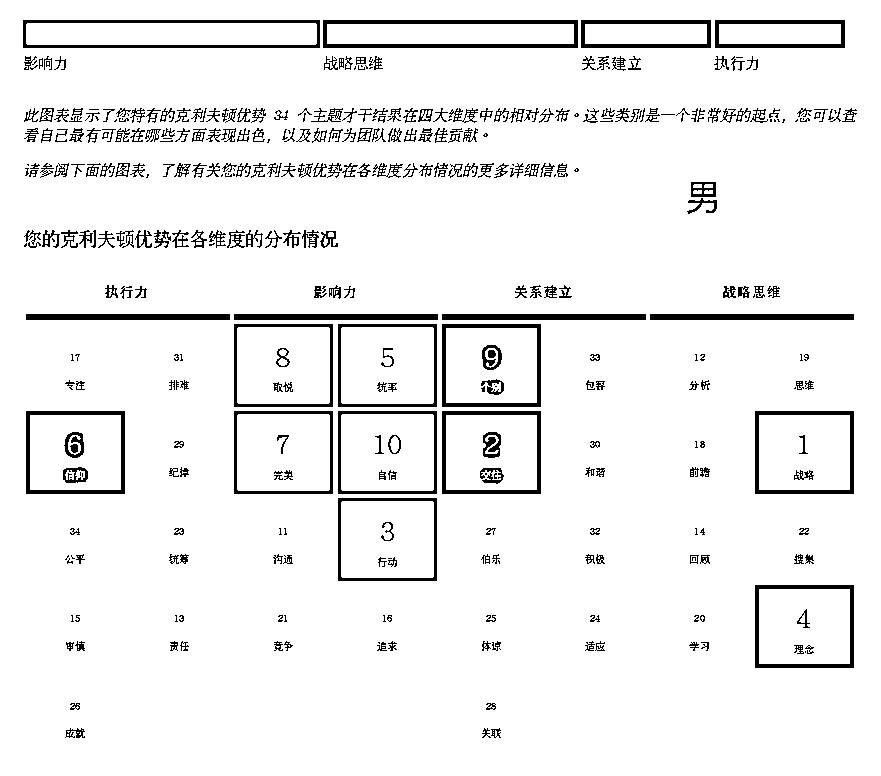 影响力 战略思维 关系建立 执行力
此图表显示了您特有的克利夫顿优势 34 个主题才干结果在四大维度中的相对分布。这些类别是一个非常好的起点，您可以查
看自己最有可能在哪些方面表现出色，以及如何为团队做出最佳贡献。
请参阅下面的图表，了解有关您的克利夫顿优势在各维度分布情况的更多详细信息。
男
您的克利夫顿优势在各维度的分布情况
执行力 影响力 关系建立 战略思维
17 31 8 5 9 33 12 19
专注 排难 取悦 统率 个别 包容 分析 思维
6 29 7 10 2 30 18 1
信仰 纪律 完美 自信 交往 和谐 前瞻 战略
34 23 11 3 27 32 14 22
公平 统筹 沟通 行动 伯乐 积极 回顾 搜集
15 13 21 16 25 24 20 4
审慎 责任 竞争 追求 体谅 适应 学习 理念
26 28
成就 关联